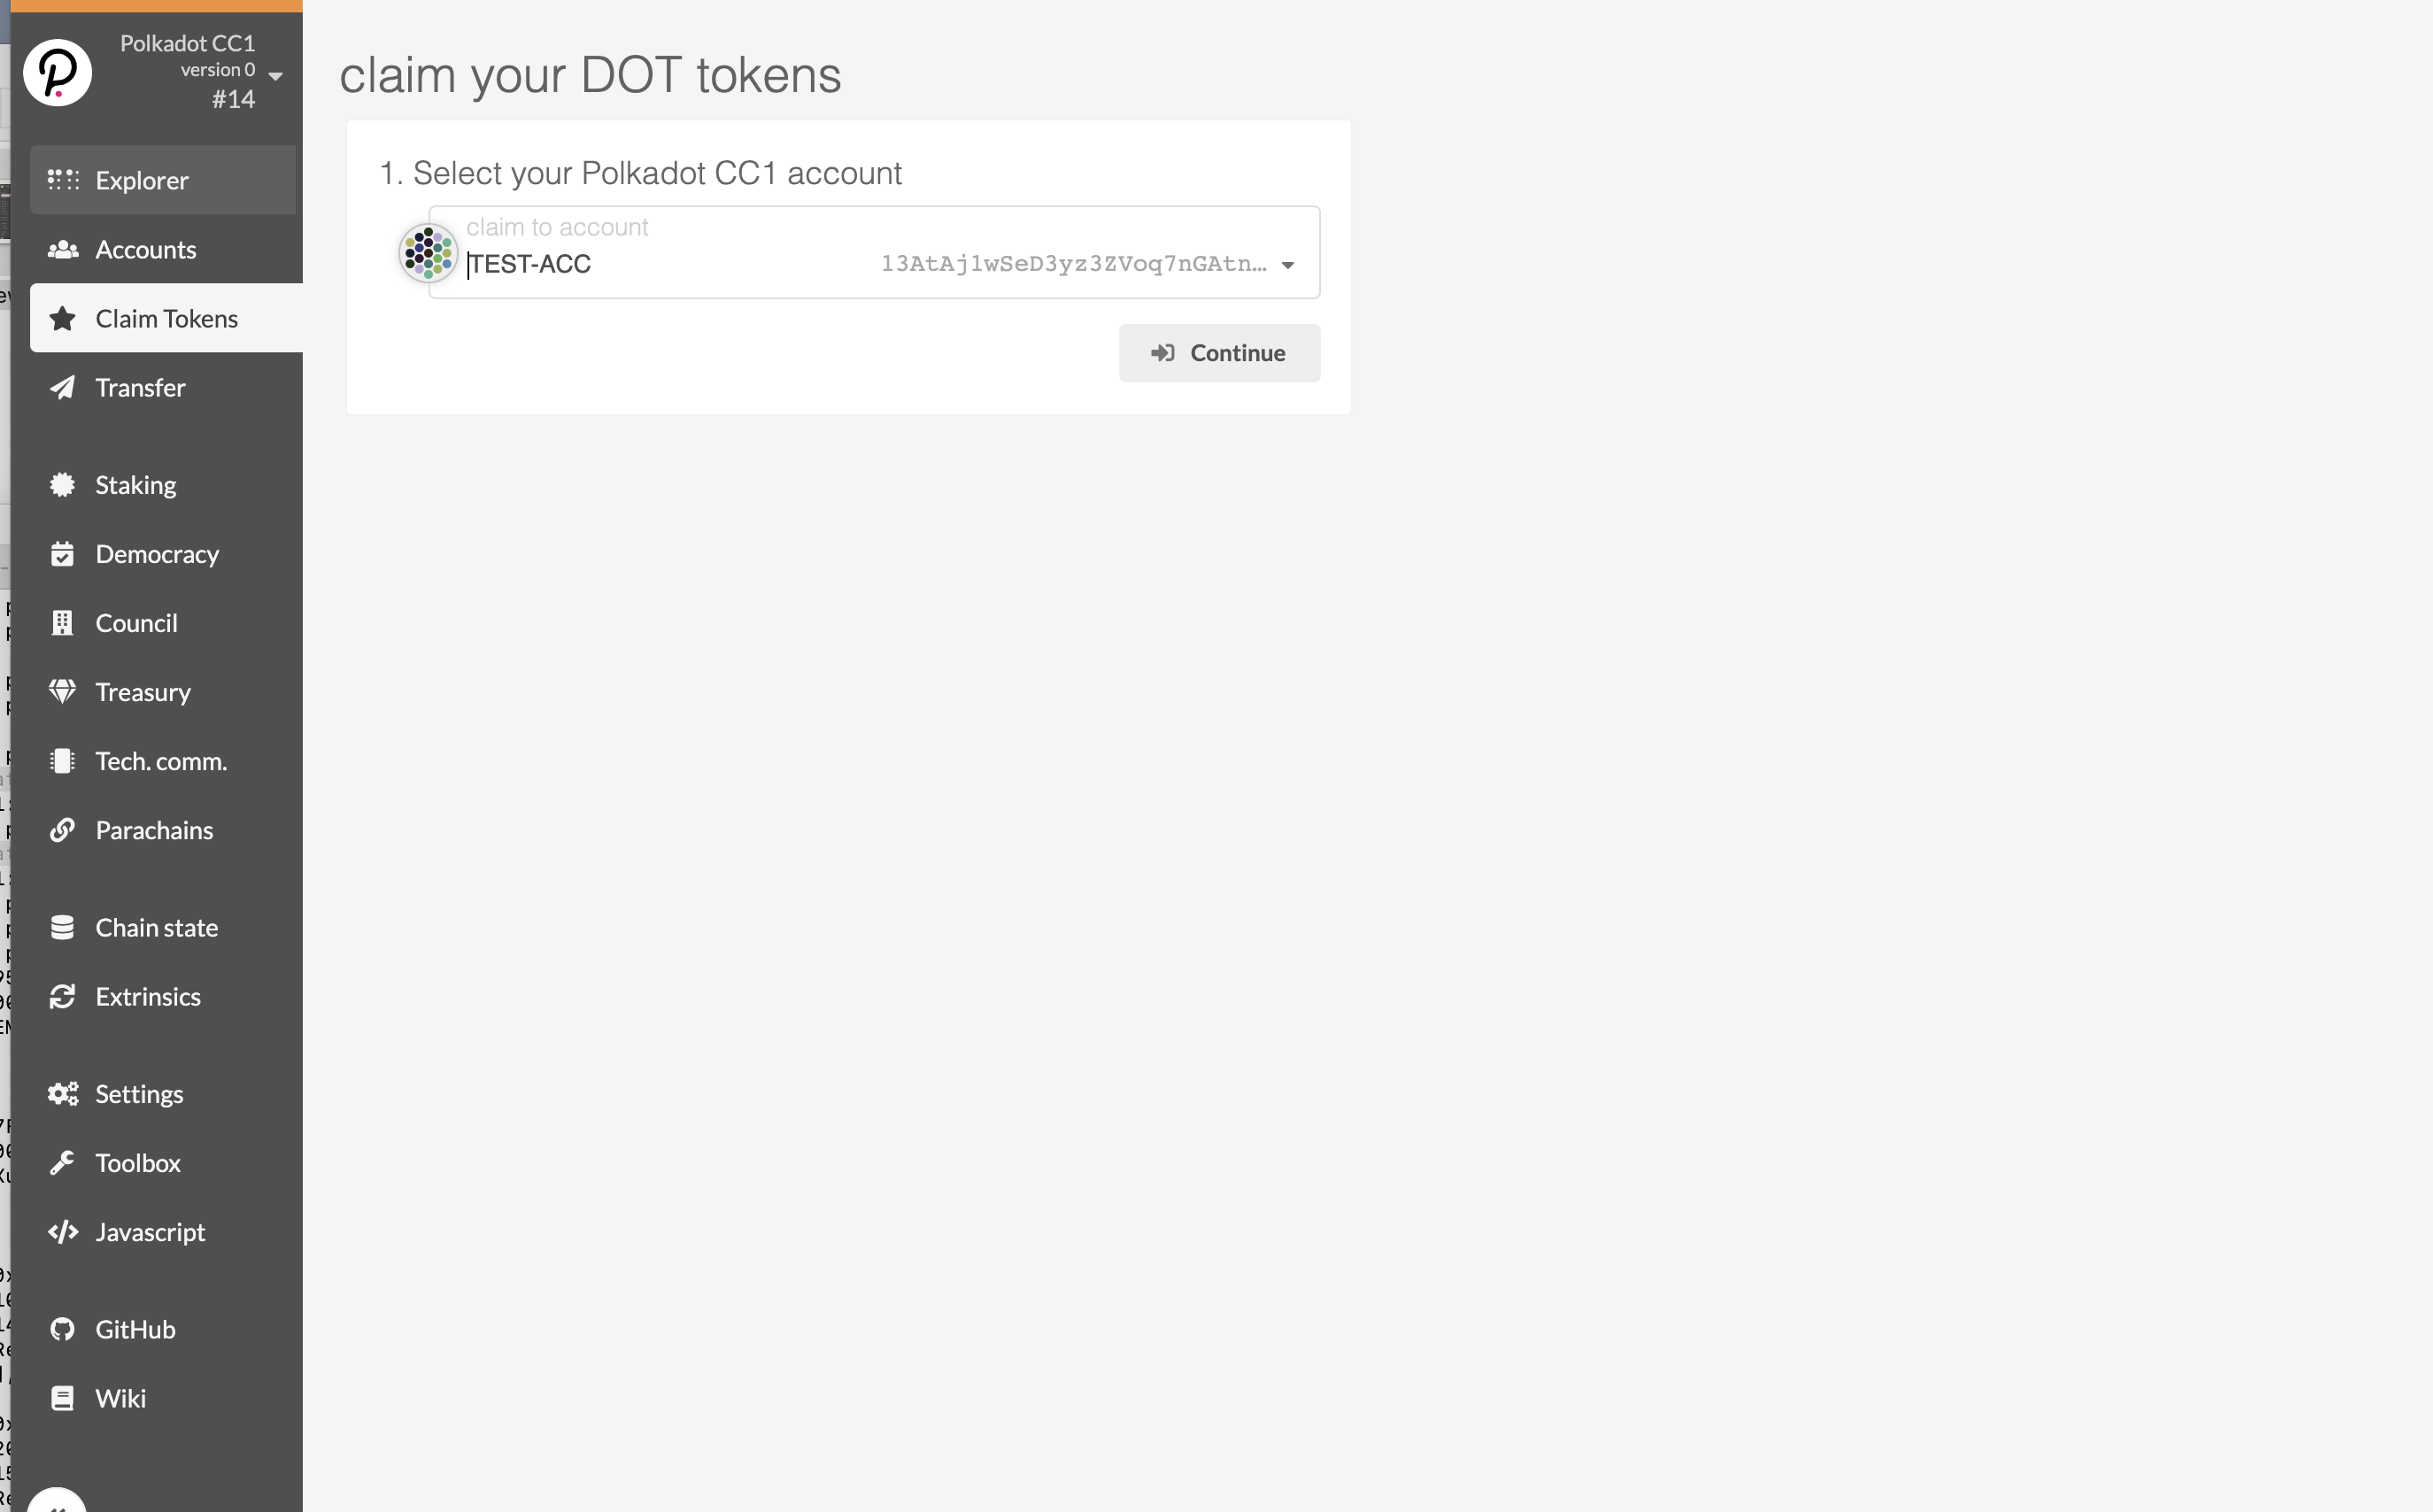 Polkadot CC1
version 0
#14
Explorer
Accounts
Claim Tokens
Transfer
Staking
Democracy
Council
Treasury
Tech. comm.
Parachains
Chain state
Extrinsics
Settings
Toolbox
Javascript
GitHub
Wiki
claim your DOT tokens
1. Select your Polkadot CC1 account
claim to account
TEST-ACC 13AtAj1wSeD3yz3ZVoq7nGAtn…
Continue